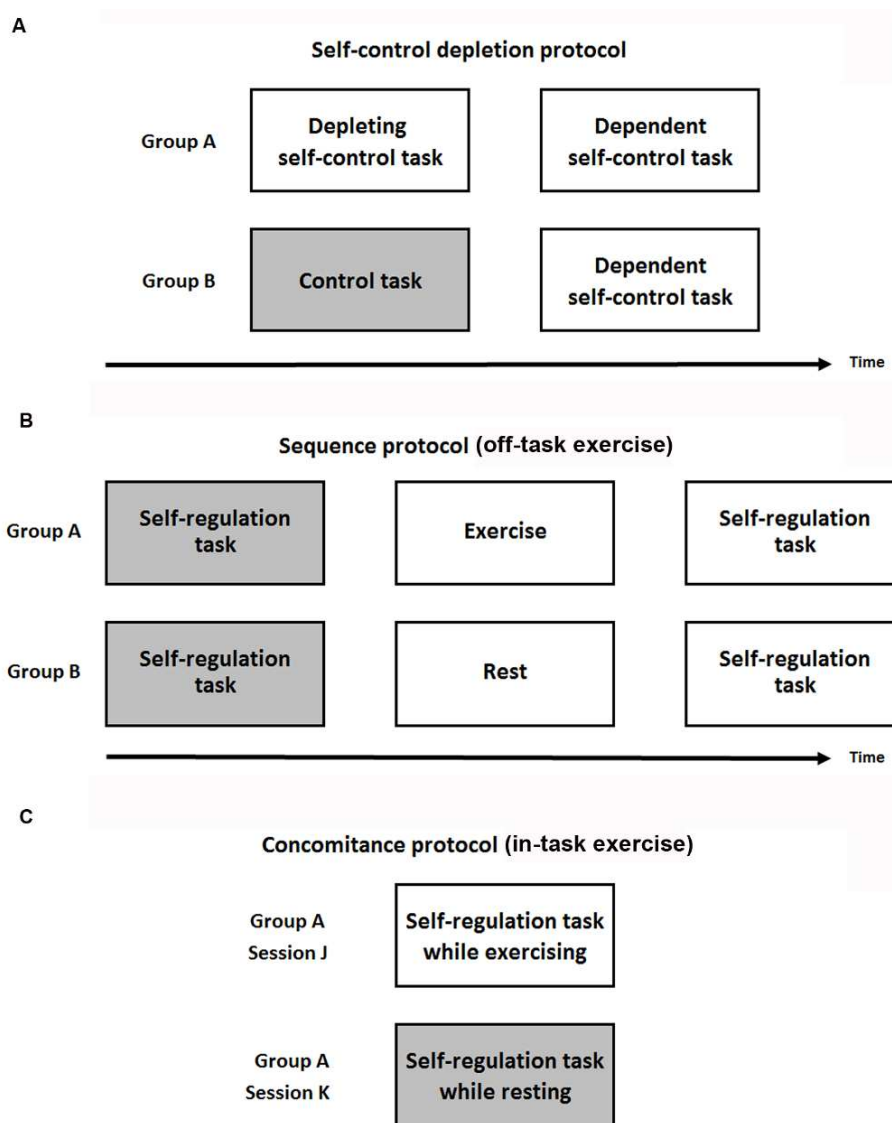 A
Self-control depletion protocol
Group A
Depleting
self-control task
Dependent
self-control task
Group B
Control task
Dependent
self-control task
Time
B
Sequence protocol (off-task exercise)
Group A
Self-regulation
task
Exercise
Self-regulation
task
Group B
Self-regulation
task
Rest
Self-regulation
task
Time
C
Concomitance protocol (in-task exercise)
Group A
Session J
Self-regulation task
while exercising
Group A
Session K
Self-regulation task
while resting